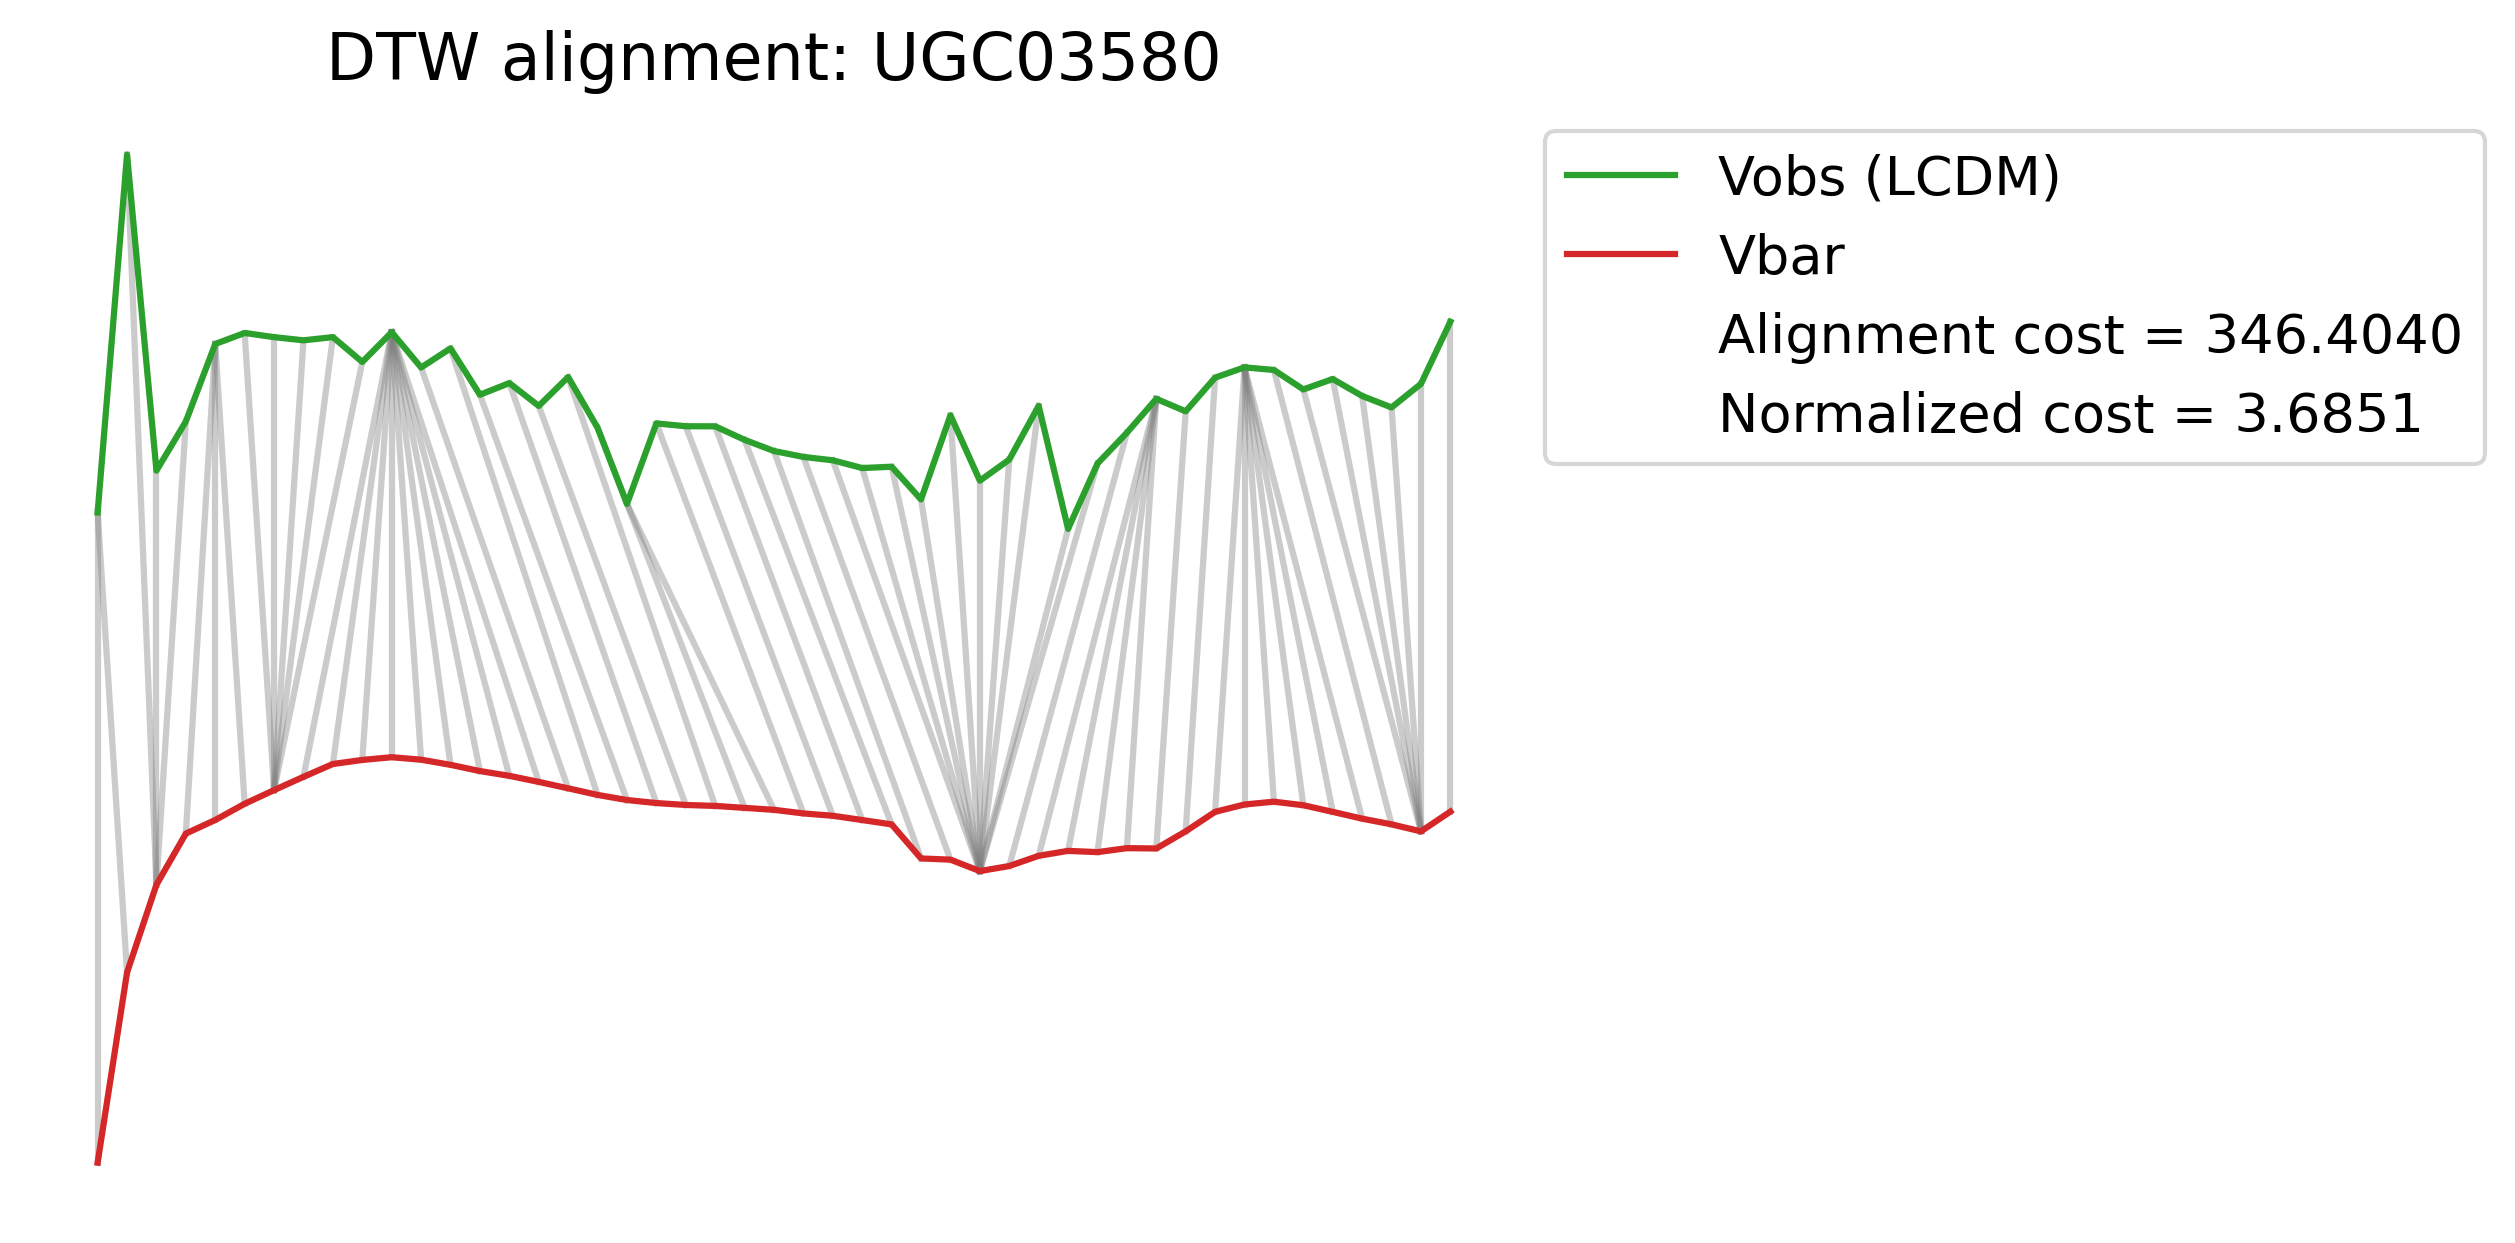 DTW alignment: UGC03580
Vobs (LCDM)
Vbar
Alignment cost = 346.4040
Normalized cost = 3.6851